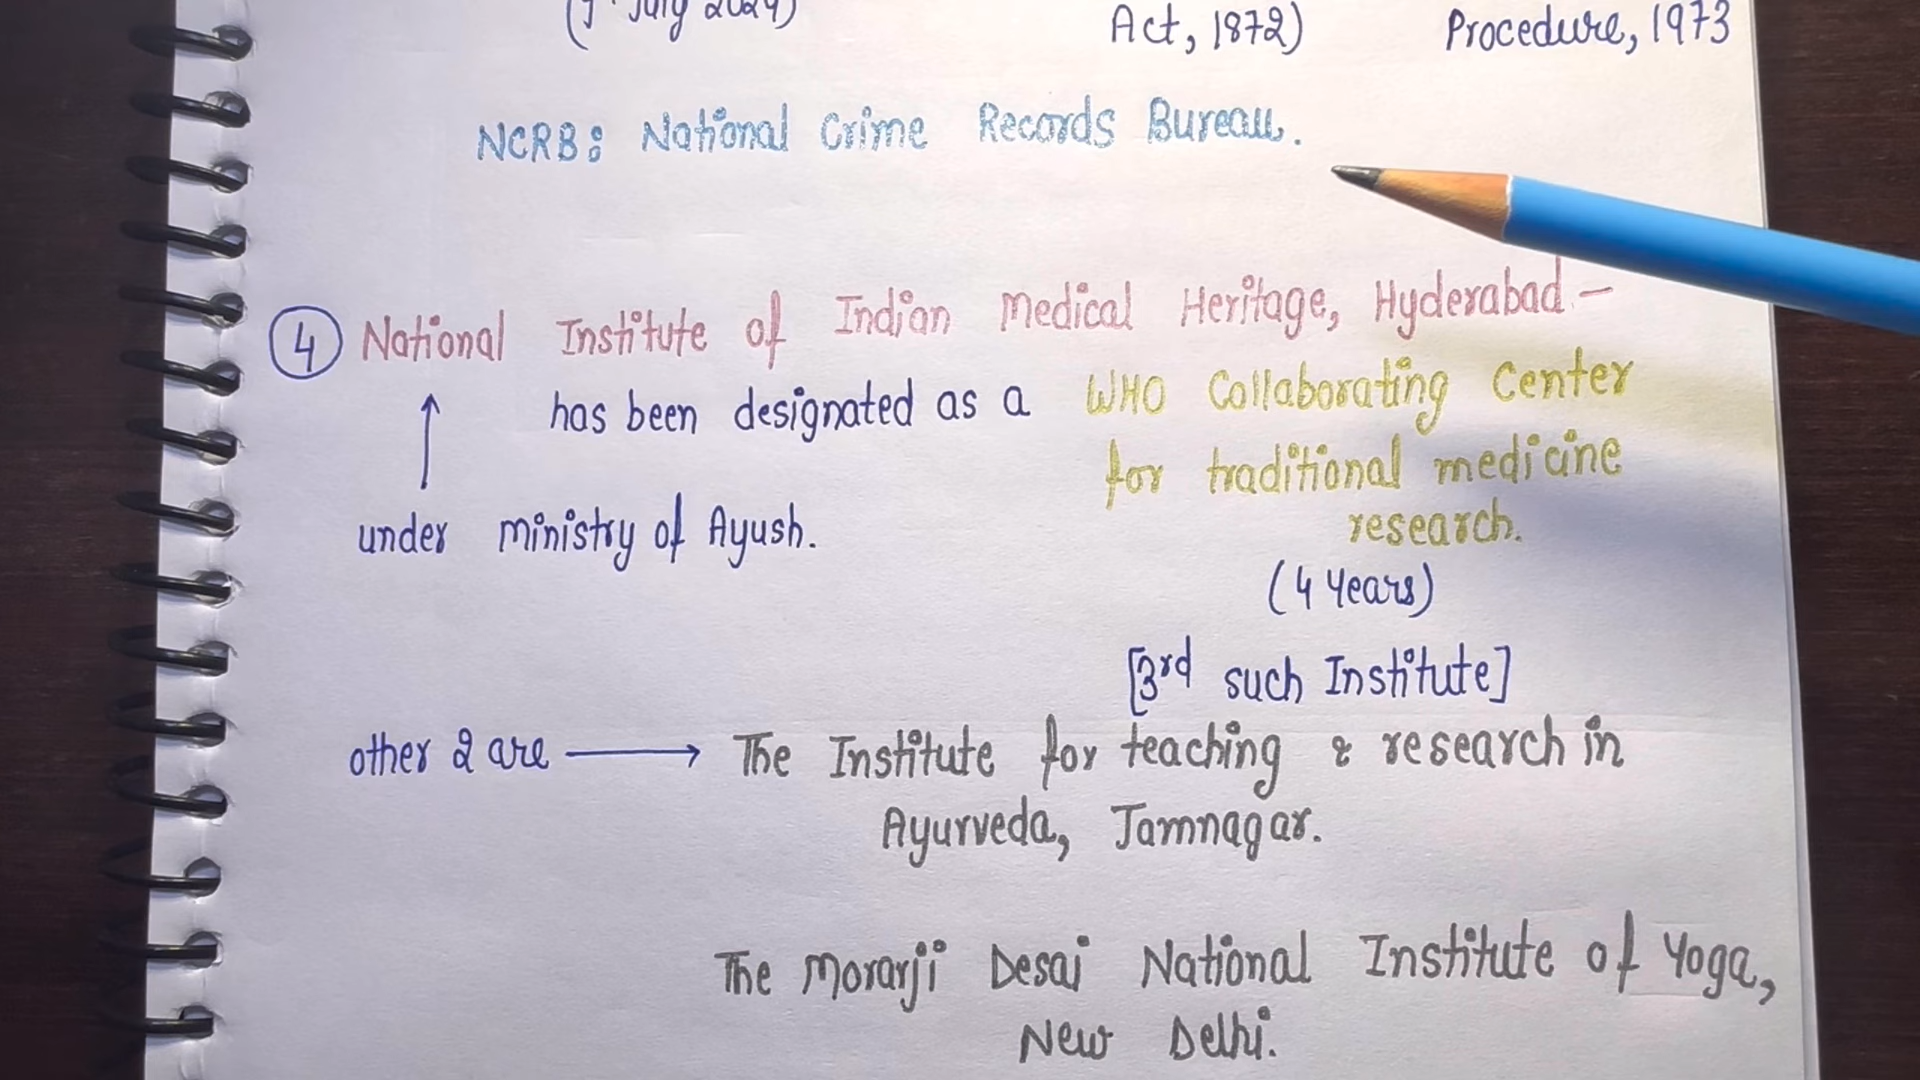 (1st July 2024) Act, 1872) Procedure, 1973
NCRB: National Crime Records Bureau.
4 National Institute of Indian Medical Heritage, Hyderabad -
has been designated as a WHO Collaborating Center
for traditional medicine
research.
under ministry of Ayush.
(4 Years)
[3rd such Institute]
other 2 are → The Institute for teaching & research in
Ayurveda, Jamnagar.
The Morarji Desai National Institute of Yoga,
New Delhi.